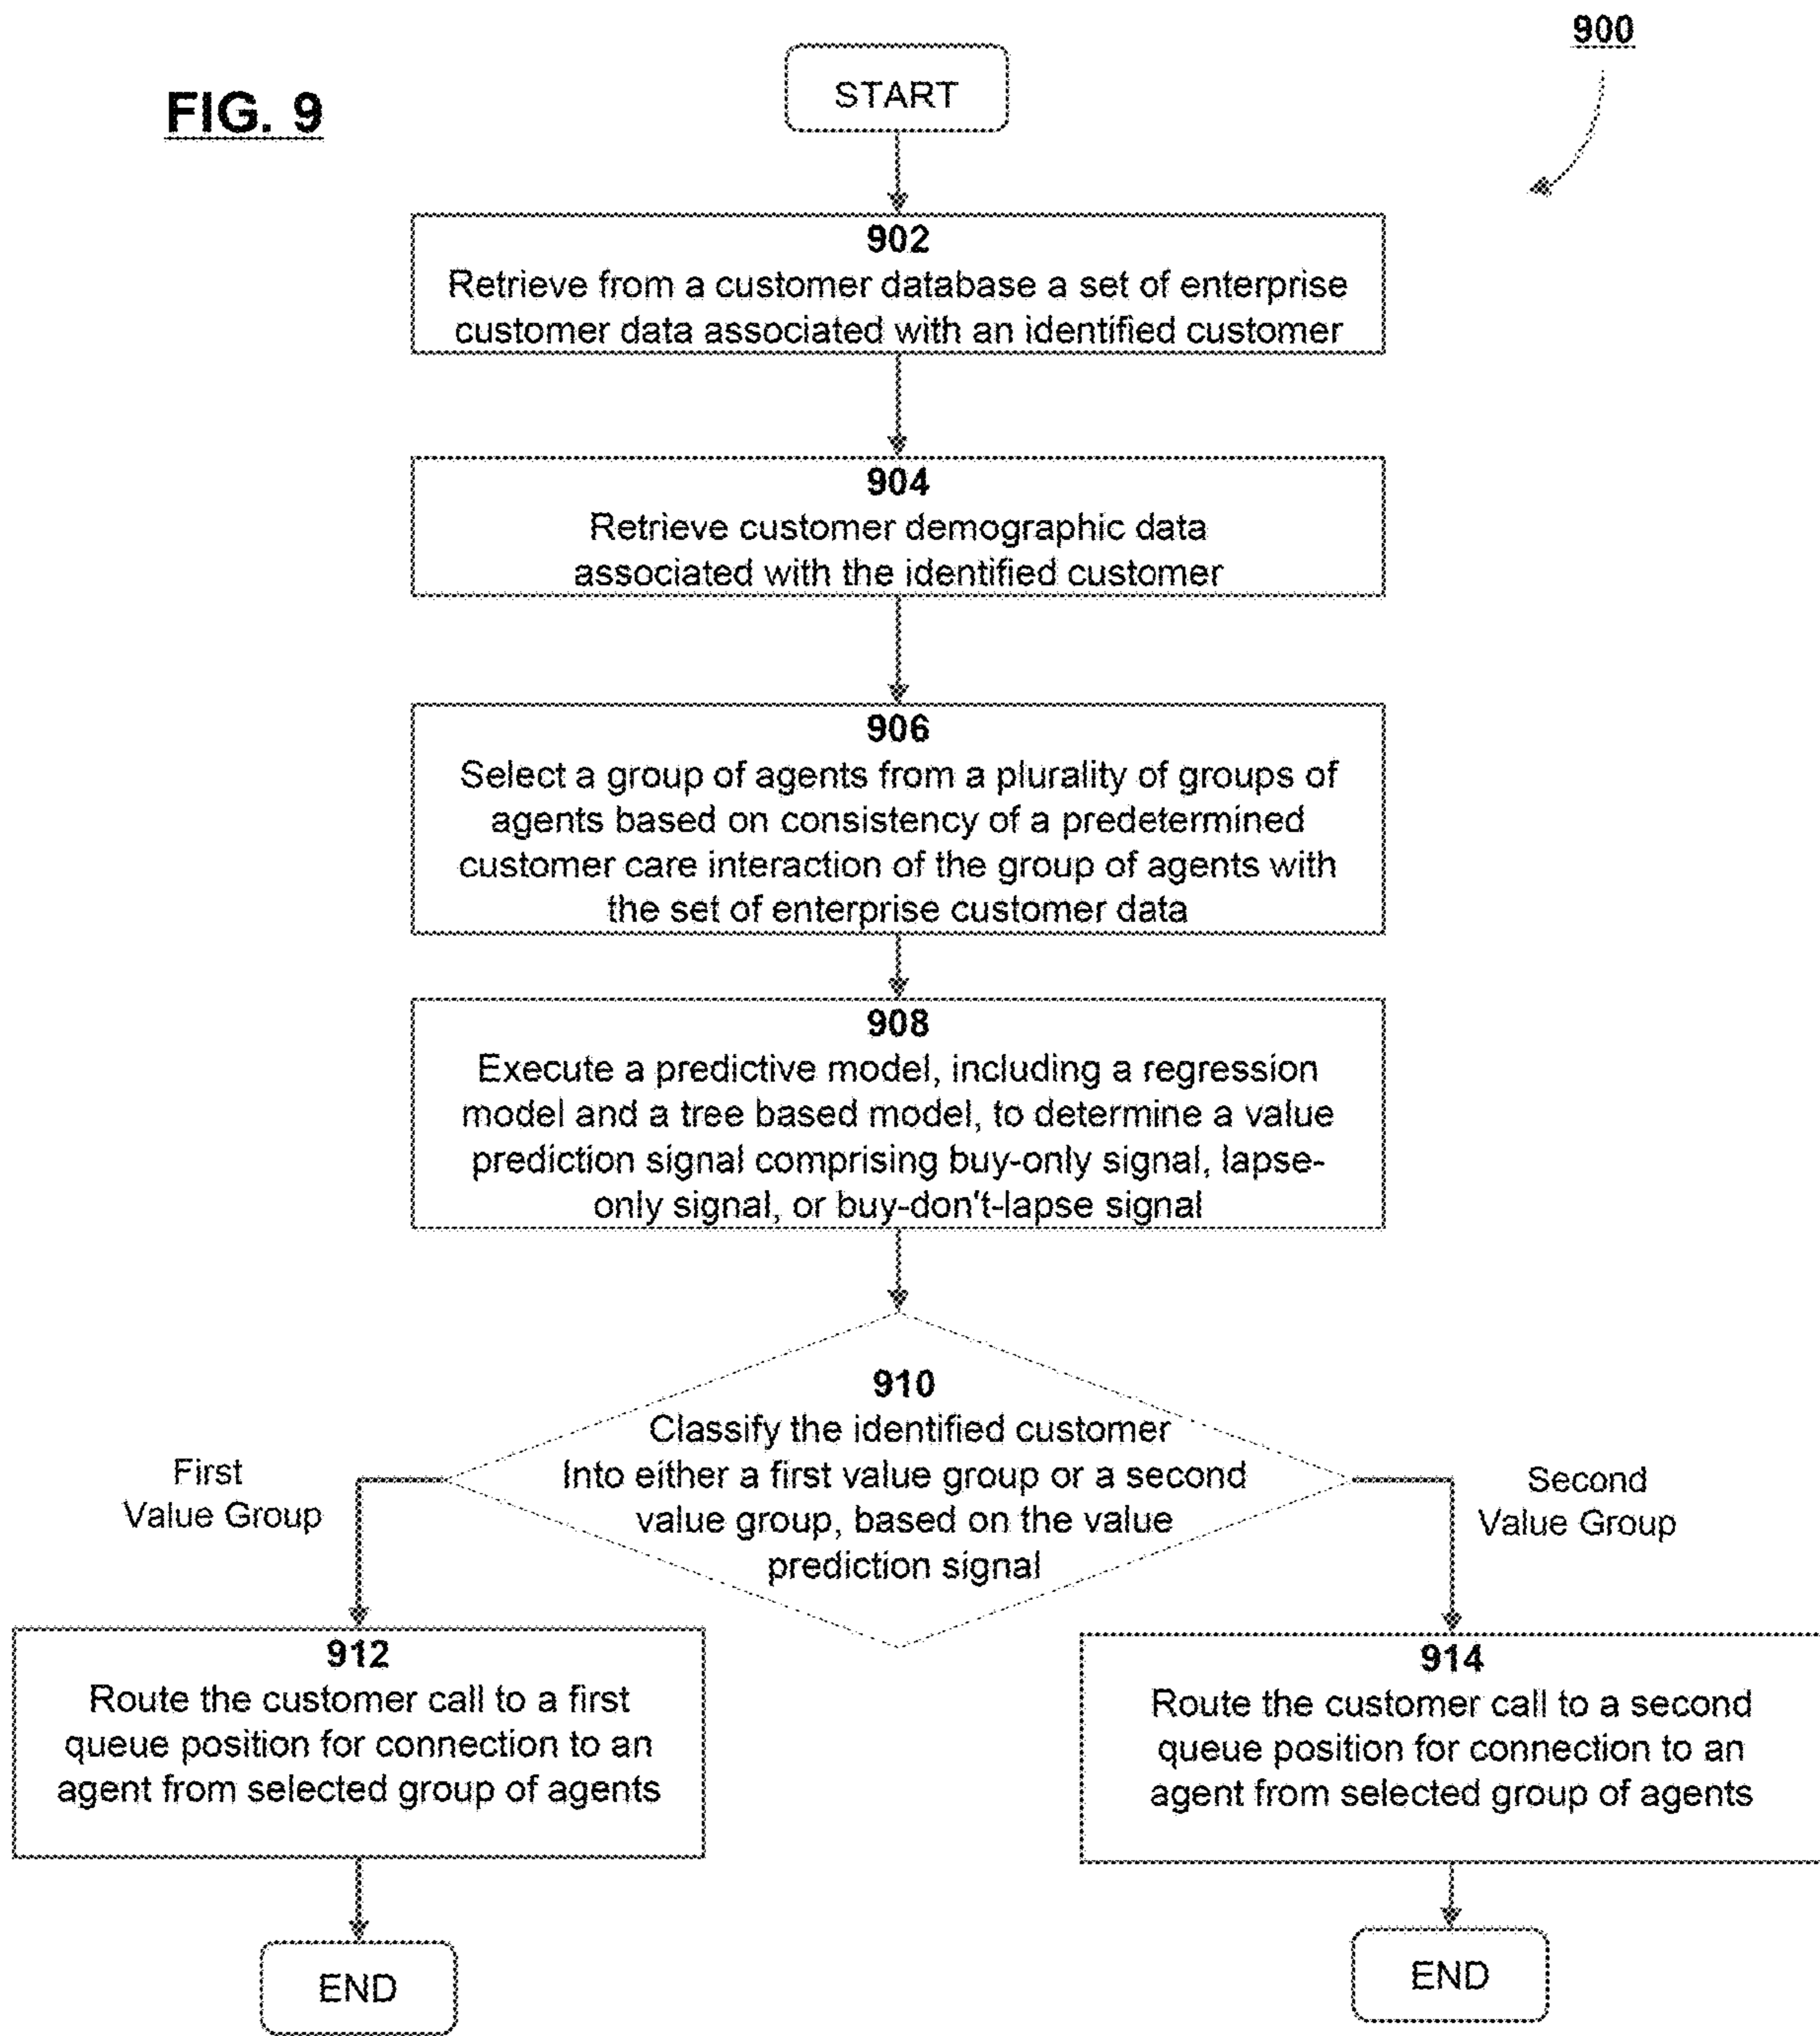 900
FIG. 9
START
902
Retrieve from a customer database a set of enterprise
customer data associated with an identified customer
904
Retrieve customer demographic data
associated with the identified customer
906
Select a group of agents from a plurality of groups of
agents based on consistency of a predetermined
customer care interaction of the group of agents with
the set of enterprise customer data
908
Execute a predictive model, including a regression
model and a tree based model, to determine a value
prediction signal comprising buy-only signal, lapse-
only signal, or buy-don't-lapse signal
910
Classify the identified customer
Into either a first value group or a second
value group, based on the value
prediction signal
First
Value Group
Second
Value Group
912
Route the customer call to a first
queue position for connection to an
agent from selected group of agents
914
Route the customer call to a second
queue position for connection to an
agent from selected group of agents
END
END